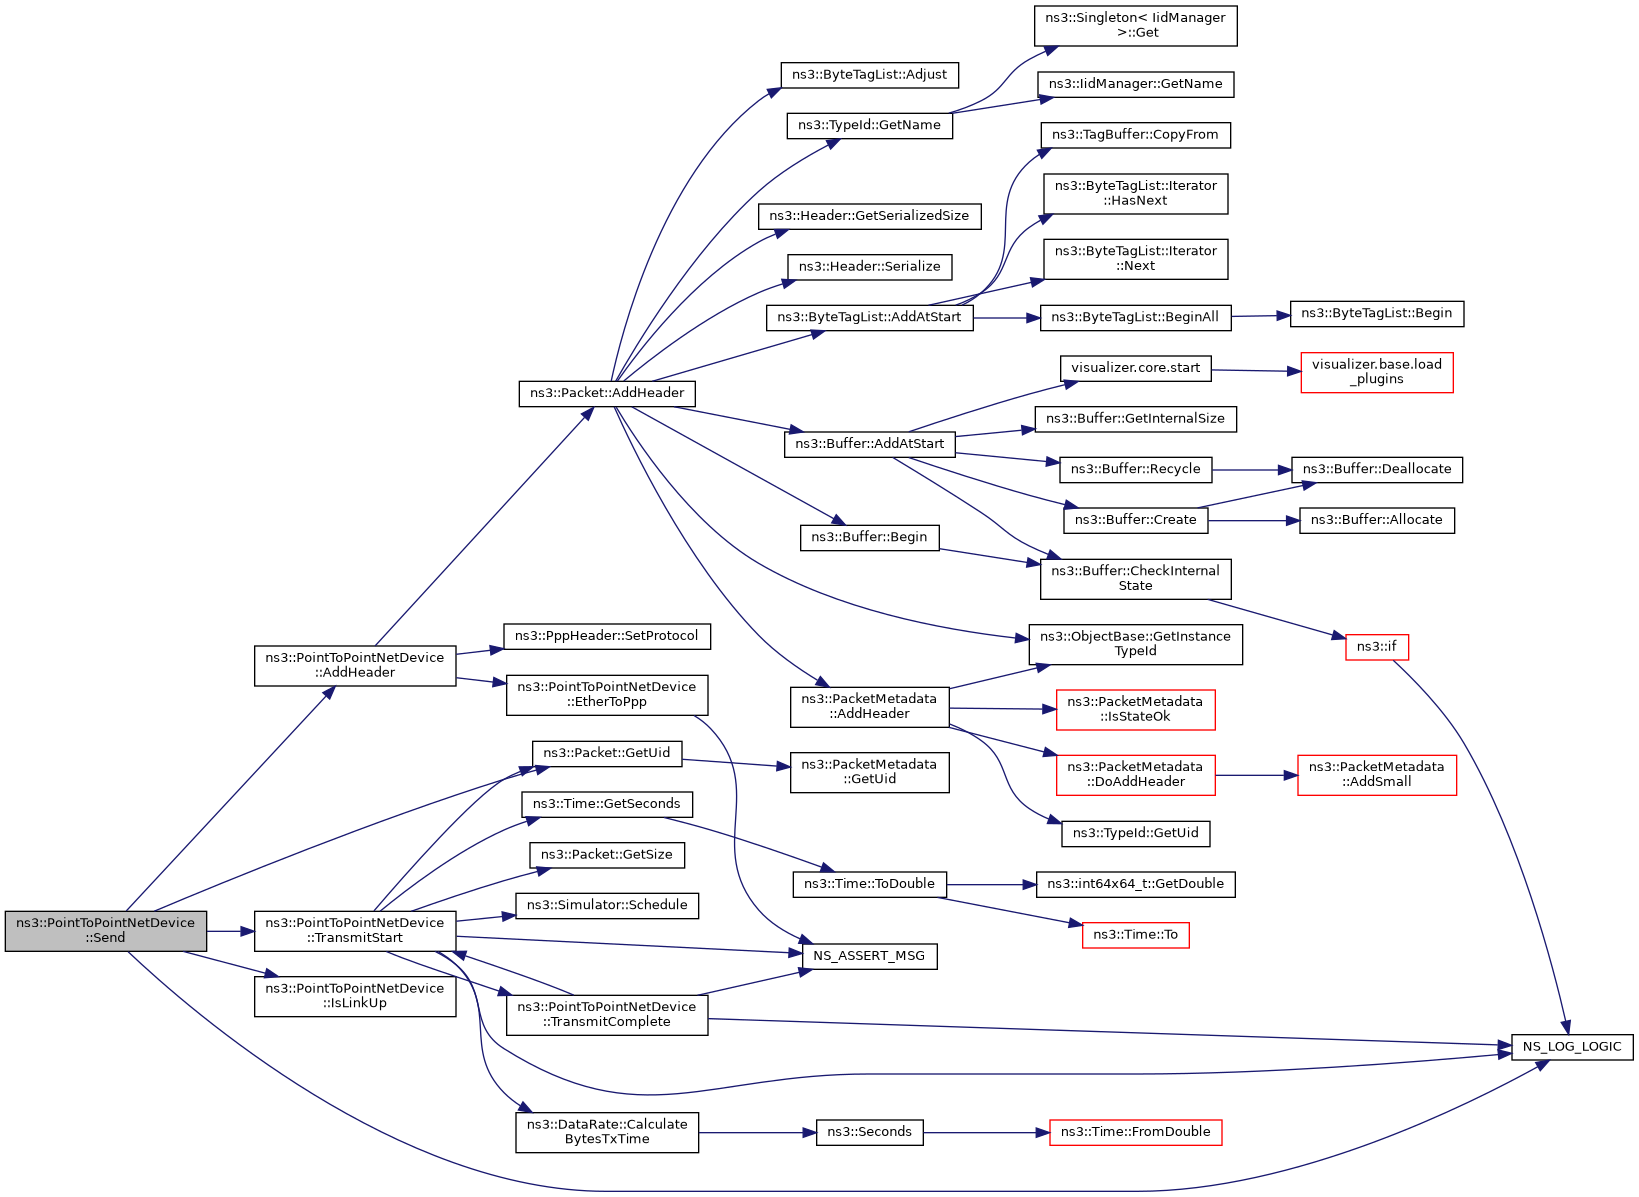 ns3::Singleton< IidManager
>::Get
ns3::ByteTagList::Adjust
ns3::IidManager::GetName
ns3::TypeId::GetName
ns3::TagBuffer::CopyFrom
ns3::ByteTagList::Iterator
::HasNext
ns3::Header::GetSerializedSize
ns3::ByteTagList::Iterator
::Next
ns3::Header::Serialize
ns3::ByteTagList::AddAtStart
ns3::ByteTagList::BeginAll
ns3::ByteTagList::Begin
visualizer.core.start
visualizer.base.load
_plugins
ns3::Packet::AddHeader
ns3::Buffer::GetInternalSize
ns3::Buffer::AddAtStart
ns3::Buffer::Recycle
ns3::Buffer::Deallocate
ns3::Buffer::Create
ns3::Buffer::Allocate
ns3::Buffer::Begin
ns3::Buffer::CheckInternal
State
ns3::ObjectBase::GetInstance
TypeId
ns3::if
ns3::PppHeader::SetProtocol
ns3::PointToPointNetDevice
::AddHeader
ns3::PointToPointNetDevice
::EtherToPpp
ns3::PacketMetadata
::AddHeader
ns3::PacketMetadata
::IsStateOk
ns3::Packet::GetUid
ns3::PacketMetadata
::GetUid
ns3::PacketMetadata
::DoAddHeader
ns3::PacketMetadata
::AddSmall
ns3::Time::GetSeconds
ns3::TypeId::GetUid
ns3::Packet::GetSize
ns3::Time::ToDouble
ns3::int64x64_t::GetDouble
ns3::Simulator::Schedule
ns3::PointToPointNetDevice
::Send
ns3::PointToPointNetDevice
::TransmitStart
ns3::Time::To
NS_ASSERT_MSG
ns3::PointToPointNetDevice
::IsLinkUp
ns3::PointToPointNetDevice
::TransmitComplete
NS_LOG_LOGIC
ns3::DataRate::Calculate
BytesTxTime
ns3::Seconds
ns3::Time::FromDouble